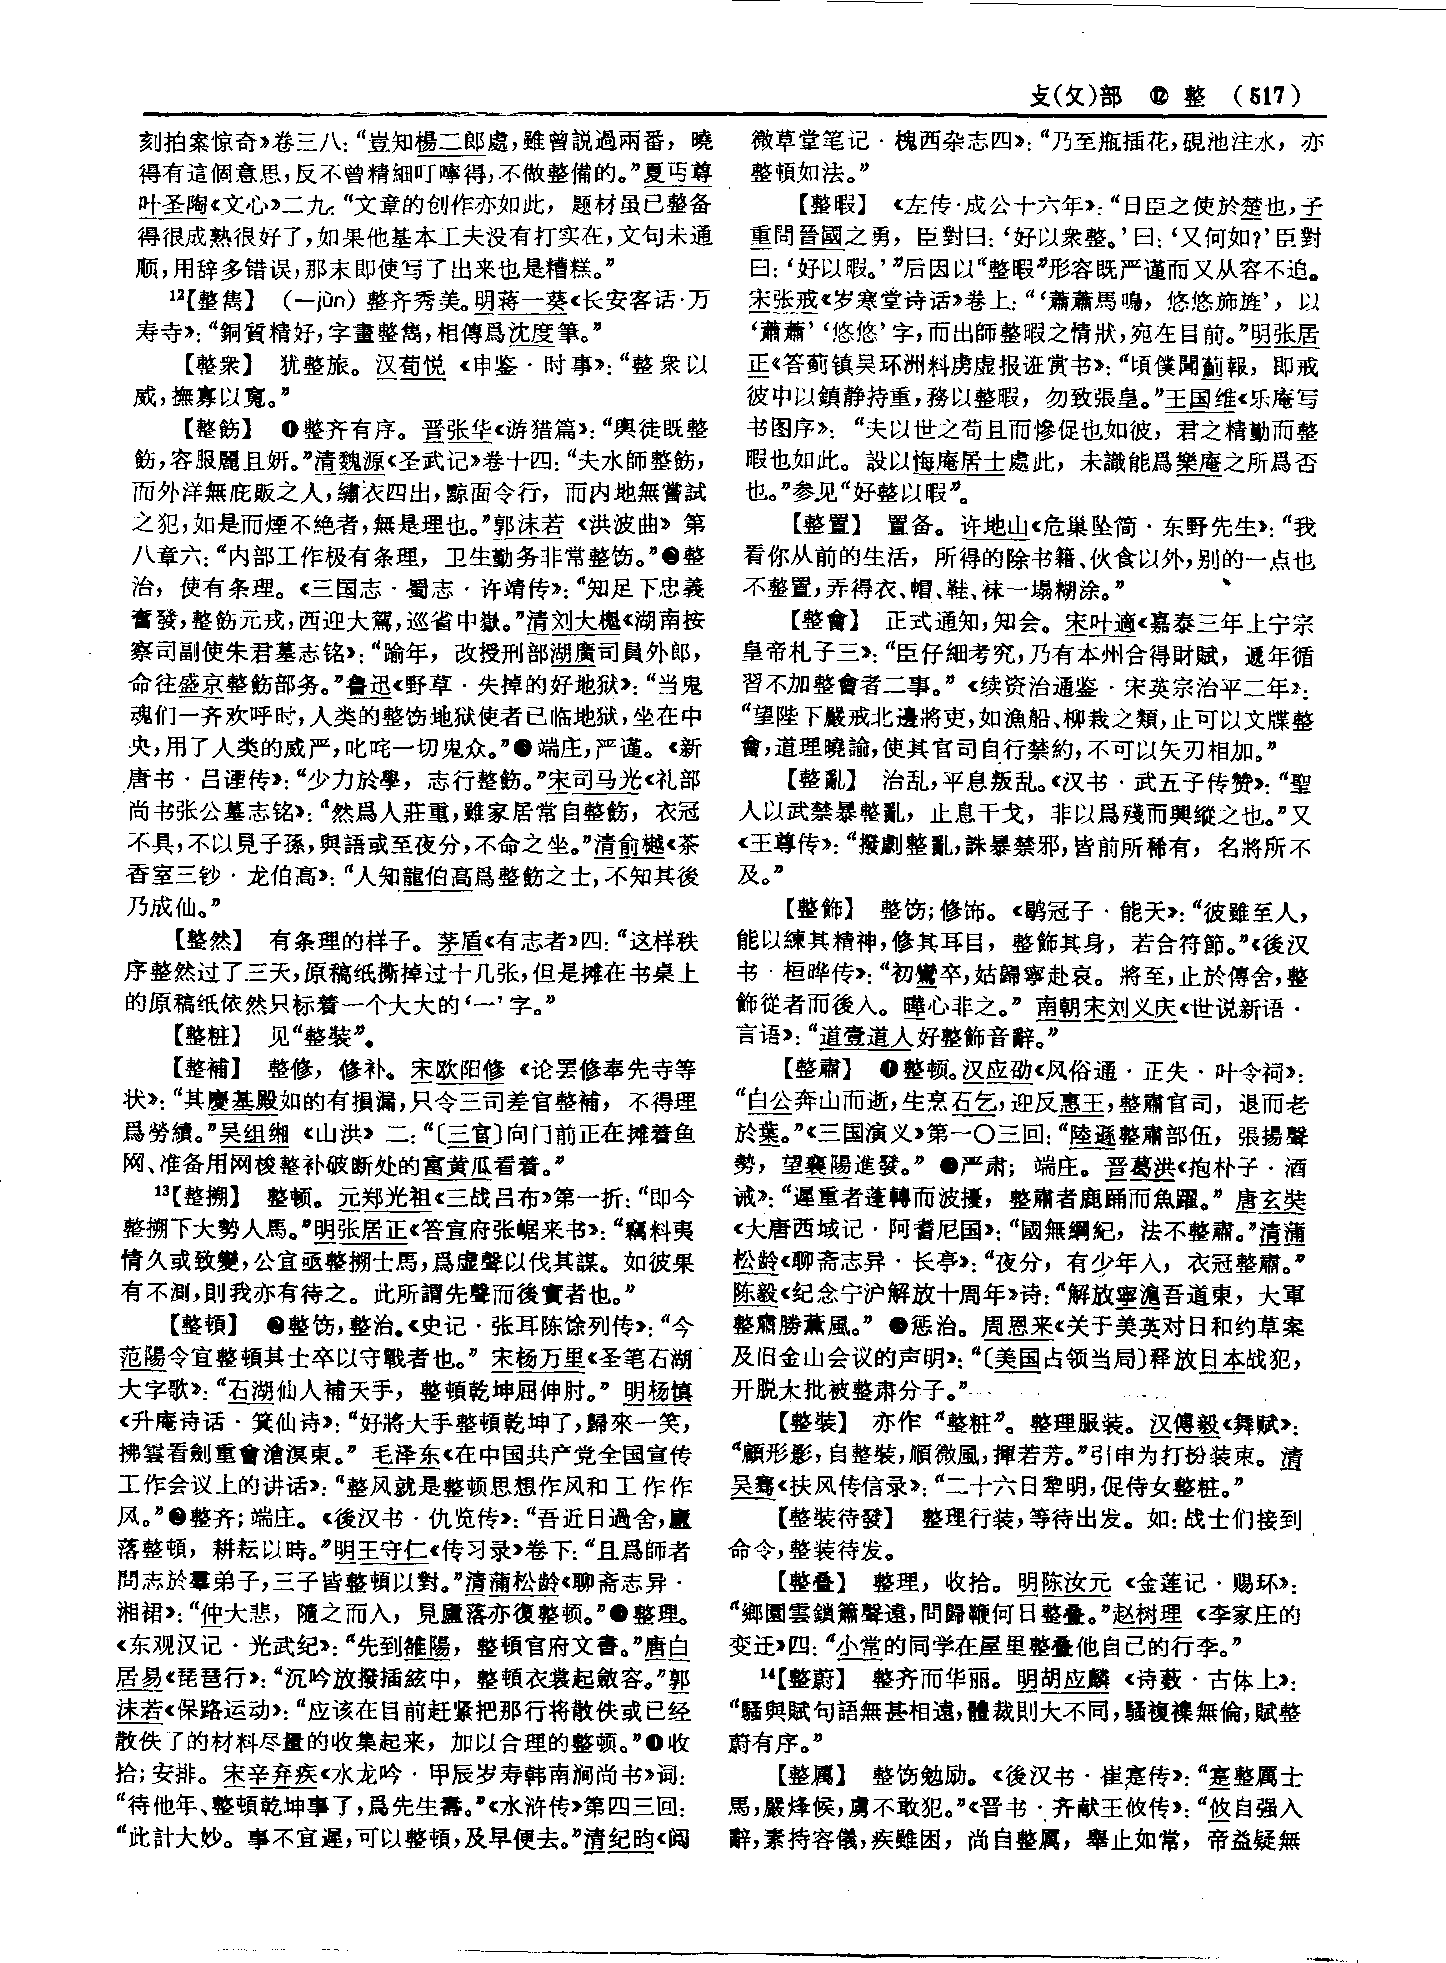 攴(攵)部　⑫　整　(517)
刻拍案惊奇》卷三八：“豈知楊二郎處，雖曾説過兩番，曉
得有這個意思，反不曾精細叮嚀得，不做整備的。”夏丏尊
叶圣陶《文心》二九：“文章的创作亦如此，题材虽已整备
得很成熟很好了，如果他基本工夫没有打实在，文句未通
顺，用辞多错误，那末即使写了出来也是糟糕。”
¹²【整雋】　(—jùn)整齐秀美。明蒋一葵《长安客话·万
寿寺》：“銅質精好，字畫整雋，相傳爲沈度筆。”
【整衆】　犹整旅。汉荀悦《申鉴·时事》：“整衆以
威，撫寡以寬。”
【整飭】　❶整齐有序。晋张华《游猎篇》：“輿徒既整
飭，容服麗且妍。”清魏源《圣武记》卷十四：“夫水師整飭，
而外洋無庇販之人，繡衣四出，黥面令行，而内地無嘗試
之犯，如是而煙不絶者，無是理也。”郭沫若《洪波曲》第
八章六：“内部工作极有条理，卫生勤务非常整饬。”❷整
治，使有条理。《三国志·蜀志·许靖传》：“知足下忠義
奮發，整飭元戎，西迎大駕，巡省中嶽。”清刘大櫆《湖南按
察司副使朱君墓志铭》：“踰年，改授刑部湖廣司員外郎，
命往盛京整飭部务。”鲁迅《野草·失掉的好地狱》：“当鬼
魂们一齐欢呼时，人类的整饬地狱使者已临地狱，坐在中
央，用了人类的威严，叱咤一切鬼众。”❸端庄，严谨。《新
唐书·吕諲传》：“少力於學，志行整飭。”宋司马光《礼部
尚书张公墓志铭》：“然爲人莊重，雖家居常自整飭，衣冠
不具，不以見子孫，與語或至夜分，不命之坐。”清俞樾《茶
香室三钞·龙伯高》：“人知龍伯高爲整飭之士，不知其後
乃成仙。”
【整然】　有条理的样子。茅盾《有志者》四：“这样秩
序整然过了三天，原稿纸撕掉过十几张，但是摊在书桌上
的原稿纸依然只标着一个大大的‘一’字。”
【整粧】　见“整裝”。
【整補】　整修，修补。宋欧阳修《论罢修奉先寺等
状》：“其慶基殿如的有損漏，只令三司差官整補，不得理
爲勞績。”吴组缃《山洪》二：“〔三官〕向门前正在摊着鱼
网、准备用网梭整补破断处的富黄瓜看着。”
¹³【整搠】　整顿。元郑光祖《三战吕布》第一折：“即今
整搠下大勢人馬。”明张居正《答宣府张崌来书》：“竊料夷
情久或致變，公宜亟整搠士馬，爲虚聲以伐其謀。如彼果
有不測，則我亦有待之。此所謂先聲而後實者也。”
【整頓】　❶整饬，整治。《史记·张耳陈馀列传》：“今
范陽令宜整頓其士卒以守戰者也。”宋杨万里《圣笔石湖
大字歌》：“石湖仙人補天手，整頓乾坤屈伸肘。”明杨慎
《升庵诗话·箕仙诗》：“好將大手整頓乾坤了，歸來一笑，
拂雲看劍重會滄溟東。”毛泽东《在中国共产党全国宣传
工作会议上的讲话》：“整风就是整顿思想作风和工作作
风。”❷整齐；端庄。《後汉书·仇览传》：“吾近日過舍，廬
落整頓，耕耘以時。”明王守仁《传习录》卷下：“且爲師者
問志於羣弟子，三子皆整頓以對。”清蒲松龄《聊斋志异·
湘裙》：“仲大悲，隨之而入，見廬落亦復整頓。”❸整理。
《东观汉记·光武纪》：“先到雒陽，整頓官府文書。”唐白
居易《琵琶行》：“沉吟放撥插絃中，整頓衣裳起斂容。”郭
沫若《保路运动》：“应该在目前赶紧把那行将散佚或已经
散佚了的材料尽量的收集起来，加以合理的整顿。”❹收
拾；安排。宋辛弃疾《水龙吟·甲辰岁寿韩南涧尚书》词：
“待他年、整頓乾坤事了，爲先生壽。”《水浒传》第四三回：
“此計大妙。事不宜遲，可以整頓，及早便去。”清纪昀《阅
微草堂笔记·槐西杂志四》：“乃至瓶插花，硯池注水，亦
整頓如法。”
【整暇】　《左传·成公十六年》：“日臣之使於楚也，子
重問晉國之勇，臣對曰：‘好以衆整。’曰：‘又何如？’臣對
曰：‘好以暇。’”后因以“整暇”形容既严谨而又从容不迫。
宋张戒《岁寒堂诗话》卷上：“‘蕭蕭馬鳴，悠悠斾旌’，以
‘蕭蕭’‘悠悠’字，而出師整暇之情狀，宛在目前。”明张居
正《答蓟镇吴环洲料虏虚报诳赏书》：“頃僕聞薊報，即戒
彼中以鎮静持重，務以整暇，勿致張皇。”王国维《乐庵写
书图序》：“夫以世之苟且而慘促也如彼，君之精勤而整
暇也如此。設以悔庵居士處此，未識能爲樂庵之所爲否
也。”参见“好整以暇”。
【整置】　置备。许地山《危巢坠简·东野先生》：“我
看你从前的生活，所得的除书籍、伙食以外，别的一点也
不整置，弄得衣、帽、鞋、袜一塌糊涂。”
【整會】　正式通知，知会。宋叶適《嘉泰三年上宁宗
皇帝札子三》：“臣仔細考究，乃有本州合得財賦，遞年循
習不加整會者二事。”《续资治通鉴·宋英宗治平二年》：
“望陛下嚴戒北邊將吏，如漁船、柳栽之類，止可以文牒整
會，道理曉諭，使其官司自行禁約，不可以矢刃相加。”
【整亂】　治乱，平息叛乱。《汉书·武五子传赞》：“聖
人以武禁暴整亂，止息干戈，非以爲殘而興縱之也。”又
《王尊传》：“撥劇整亂，誅暴禁邪，皆前所稀有，名將所不
及。”
【整飾】　整饬；修饰。《鹖冠子·能天》：“彼雖至人，
能以練其精神，修其耳目，整飾其身，若合符節。”《後汉
书·桓晔传》：“初鸞卒，姑歸寧赴哀。將至，止於傳舍，整
飾從者而後入。曄心非之。”南朝宋刘义庆《世说新语·
言语》：“道壹道人好整飾音辭。”
【整肅】　❶整顿。汉应劭《风俗通·正失·叶令祠》：
“白公奔山而逝，生烹石乞，迎反惠王，整肅官司，退而老
於葉。”《三国演义》第一〇三回：“陸遜整肅部伍，張揚聲
勢，望襄陽進發。”❷严肃；端庄。晋葛洪《抱朴子·酒
诫》：“遲重者蓬轉而波擾，整肅者鹿踊而魚躍。”唐玄奘
《大唐西域记·阿耆尼国》：“國無綱紀，法不整肅。”清蒲
松龄《聊斋志异·长亭》：“夜分，有少年人，衣冠整肅。”
陈毅《纪念宁沪解放十周年》诗：“解放寧滬吾道東，大軍
整肅勝薰風。”❸惩治。周恩来《关于美英对日和约草案
及旧金山会议的声明》：“〔美国占领当局〕释放日本战犯，
开脱大批被整肃分子。”
【整裝】　亦作“整粧”。整理服装。汉傅毅《舞赋》：
“顧形影，自整裝，順微風，揮若芳。”引申为打扮装束。清
吴骞《扶风传信录》：“二十六日犂明，促侍女整粧。”
【整裝待發】　整理行装，等待出发。如：战士们接到
命令，整装待发。
【整叠】　整理，收拾。明陈汝元《金莲记·赐环》：
“鄉園雲鎖簫聲遠，問歸鞭何日整叠。”赵树理《李家庄的
变迁》四：“小常的同学在屋里整叠他自己的行李。”
¹⁴【整蔚】　整齐而华丽。明胡应麟《诗薮·古体上》：
“騷與賦句語無甚相遠，體裁則大不同，騷複襍無倫，賦整
蔚有序。”
【整厲】　整饬勉励。《後汉书·崔寔传》：“寔整厲士
馬，嚴烽候，虜不敢犯。”《晋书·齐献王攸传》：“攸自强入
辭，素持容儀，疾雖困，尚自整厲，舉止如常，帝益疑無